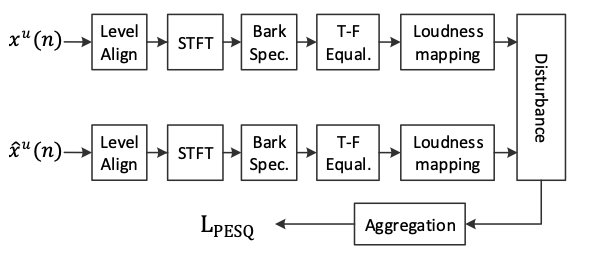 xᵘ(n)
Level
Align
STFT
Bark
Spec.
T-F
Equal.
Loudness
mapping
Disturbance
x̂ᵘ(n)
Level
Align
STFT
Bark
Spec.
T-F
Equal.
Loudness
mapping
L_PESQ
Aggregation